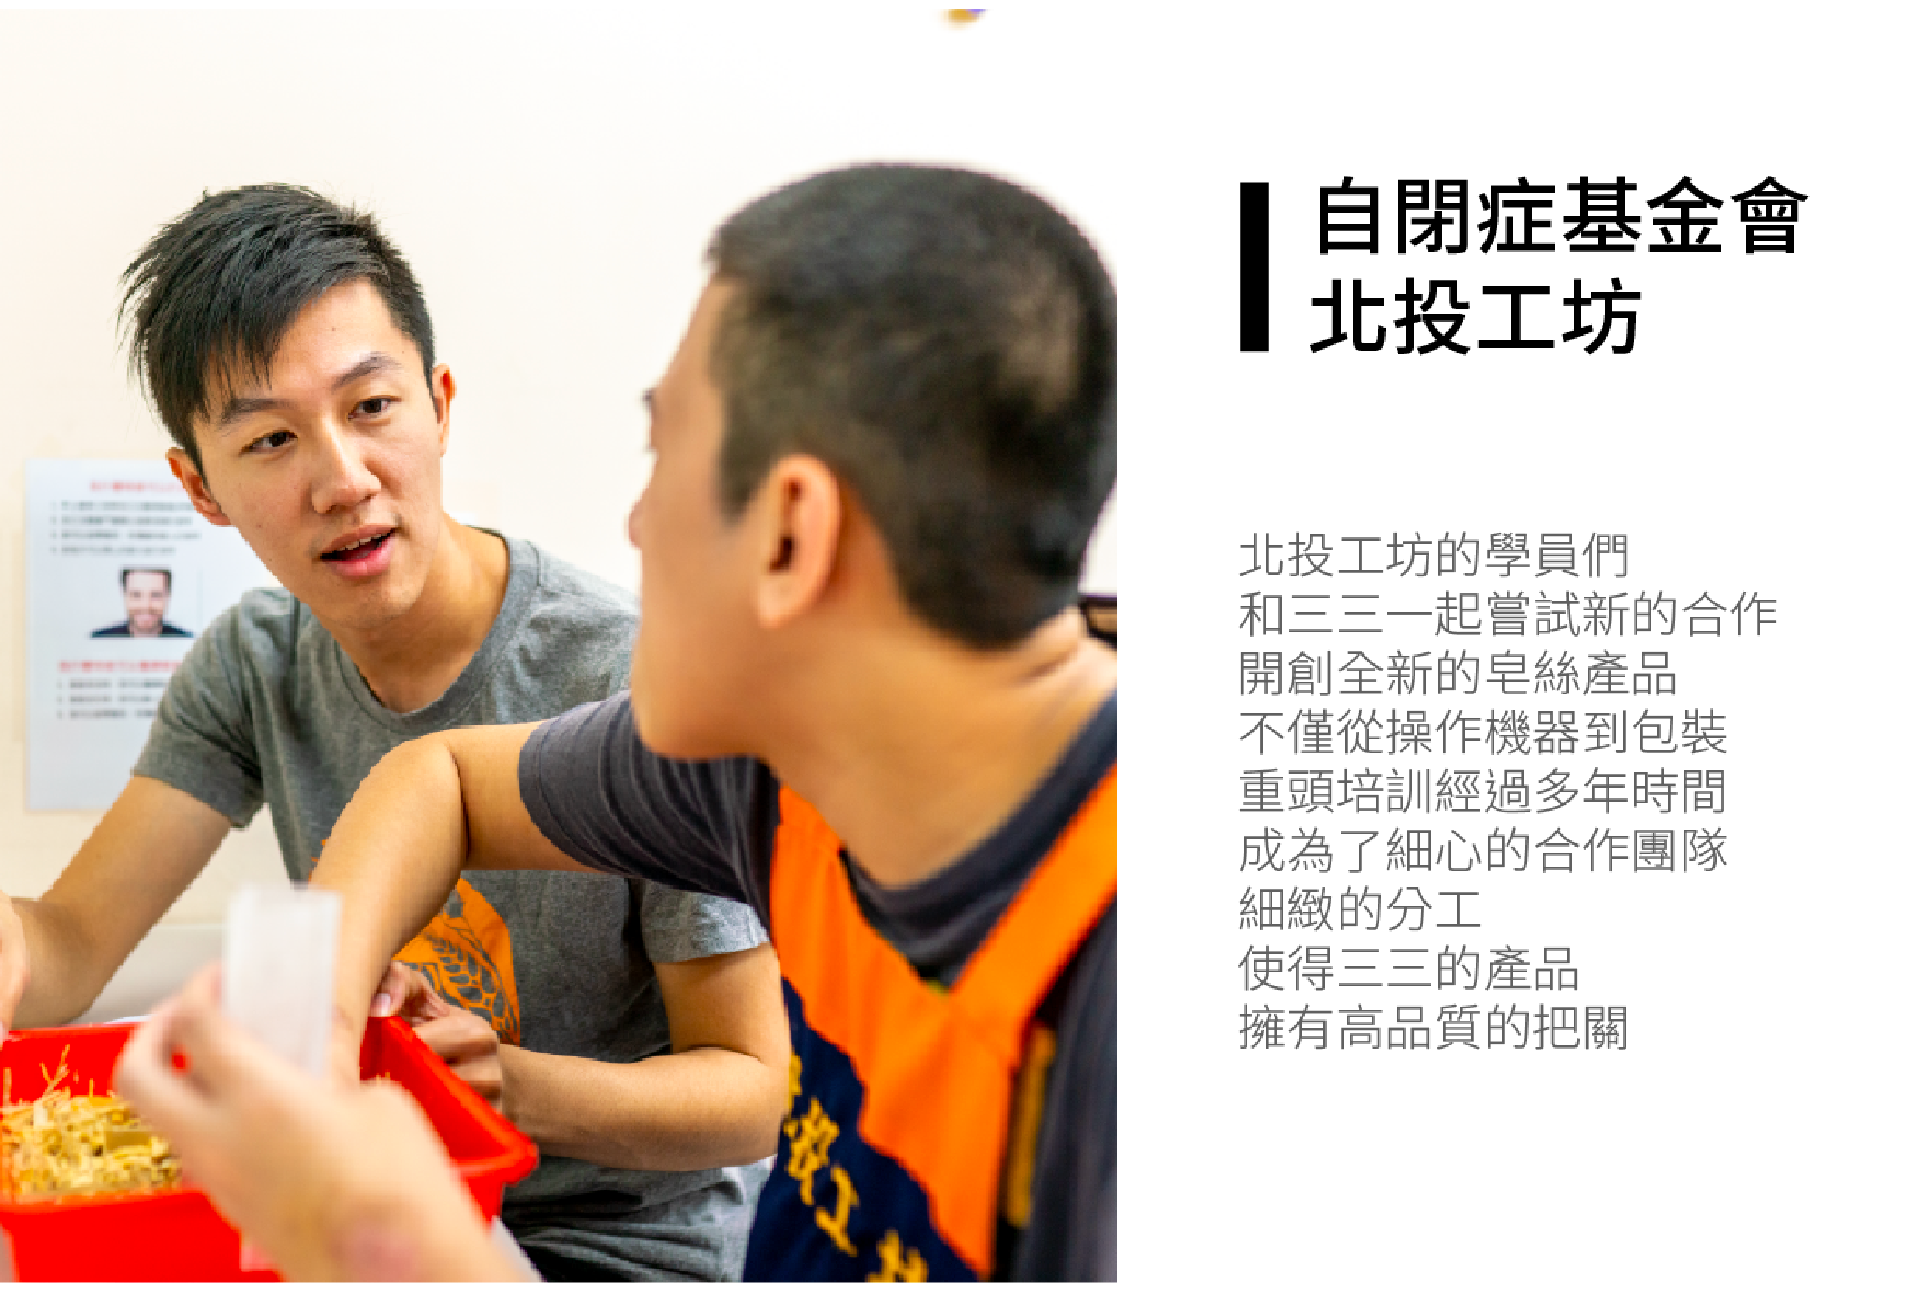 自閉症基金會
北投工坊
北投工坊的學員們
和三三一起嘗試新的合作
開創全新的皂絲產品
不僅從操作機器到包裝
重頭培訓經過多年時間
成為了細心的合作團隊
細緻的分工
使得三三的產品
擁有高品質的把關